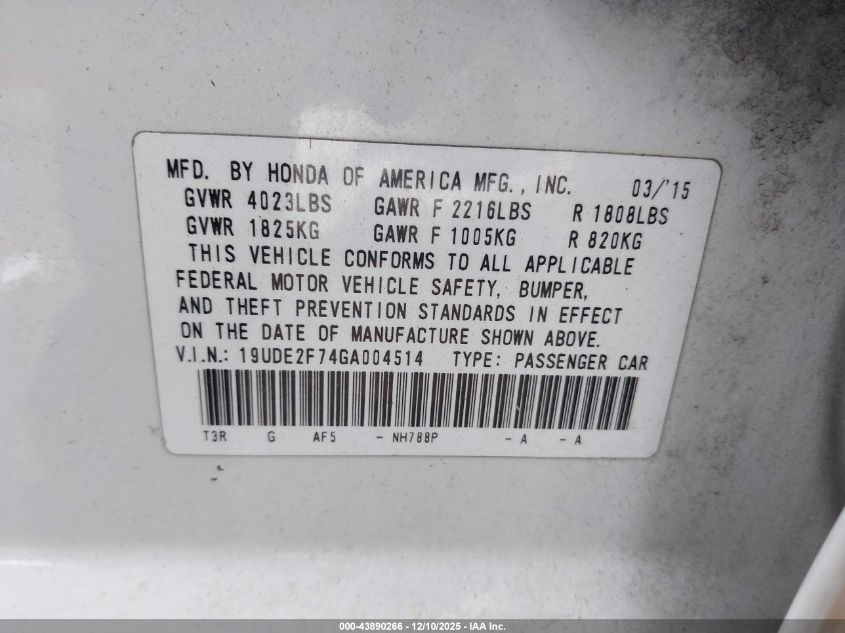 MFD. BY HONDA OF AMERICA MFG., INC. 03/'15
GVWR 4023LBS GAWR F 2216LBS R 1808LBS
GVWR 1825KG GAWR F 1005KG R 820KG
THIS VEHICLE CONFORMS TO ALL APPLICABLE
FEDERAL MOTOR VEHICLE SAFETY, BUMPER,
AND THEFT PREVENTION STANDARDS IN EFFECT
ON THE DATE OF MANUFACTURE SHOWN ABOVE.
V.I.N.: 19UDE2F74GA004514 TYPE: PASSENGER CAR
T3R G AF5 - NH788P - A - A
000-43890266 - 12/10/2025 - IAA Inc.